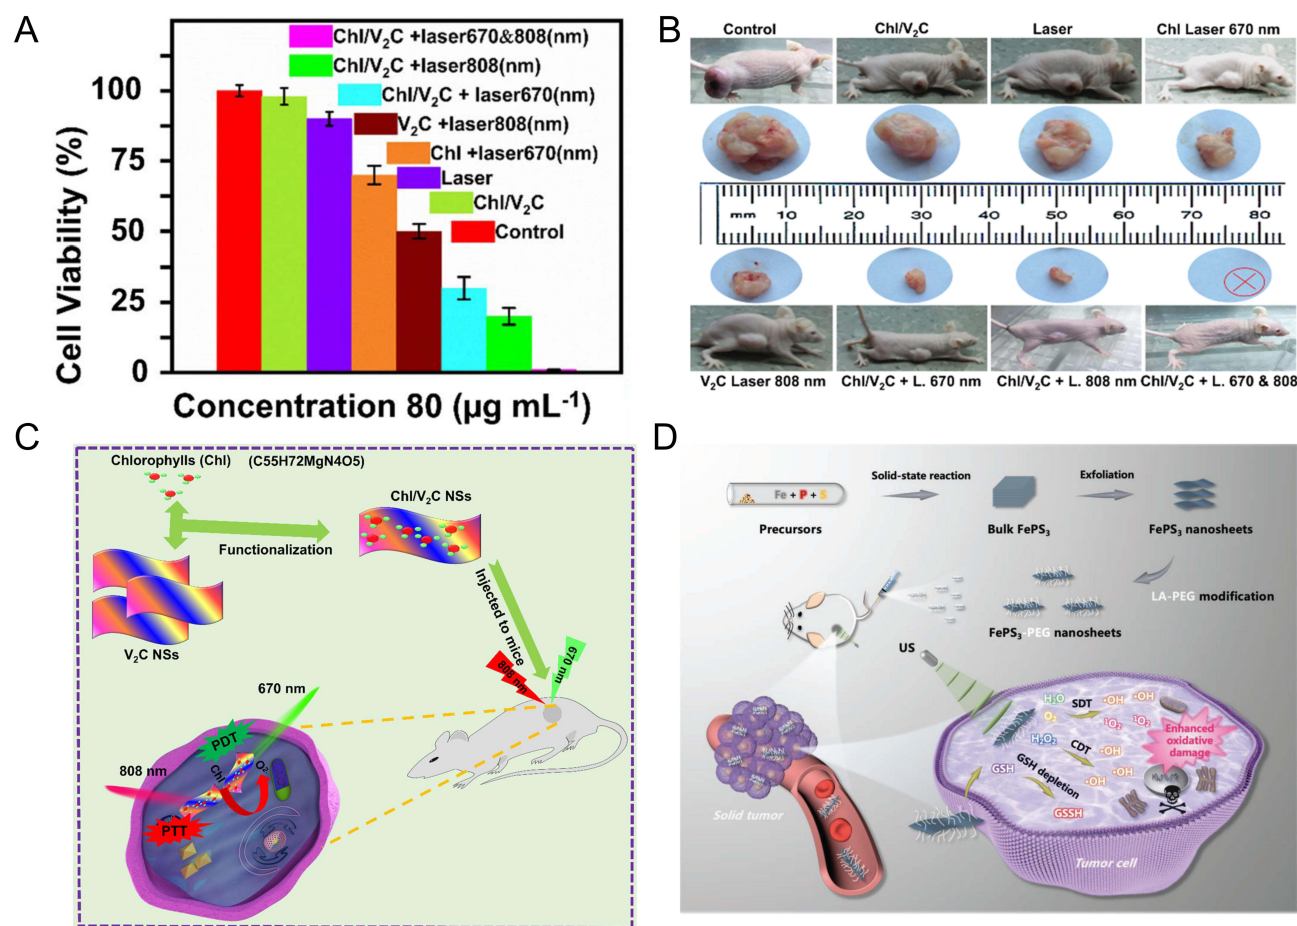 A
Chl/V₂C +laser670&808(nm)
Chl/V₂C +laser808(nm)
Chl/V₂C + laser670(nm)
V₂C +laser808(nm)
Chl +laser670(nm)
Laser
Chl/V₂C
Control
100
75
50
25
0
Cell Viability (%)
Concentration 80 (μg mL⁻¹)
B
Control
Chl/V₂C
Laser
Chl Laser 670 nm
mm 10 20 30 40 50 60 70 80
V₂C Laser 808 nm
Chl/V₂C + L. 670 nm
Chl/V₂C + L. 808 nm
Chl/V₂C + L. 670 & 808
C
Chlorophylls (Chl) (C55H72MgN4O5)
Chl/V₂C NSs
Functionalization
V₂C NSs
Injected to mice
808 nm
670 nm
670 nm
PDT
808 nm
Chl
O₂
PTT
D
Fe + P + S
Precursors
Solid-state reaction
Bulk FePS₃
Exfoliation
FePS₃ nanosheets
LA-PEG modification
FePS₃-PEG nanosheets
US
Solid tumor
H₂O
O₂
H₂O₂
SDT
·OH
·OH
¹O₂
¹O₂
CDT
·OH
·OH
·OH
GSH
GSH depletion
GSSH
Enhanced
oxidative
damage
Tumor cell